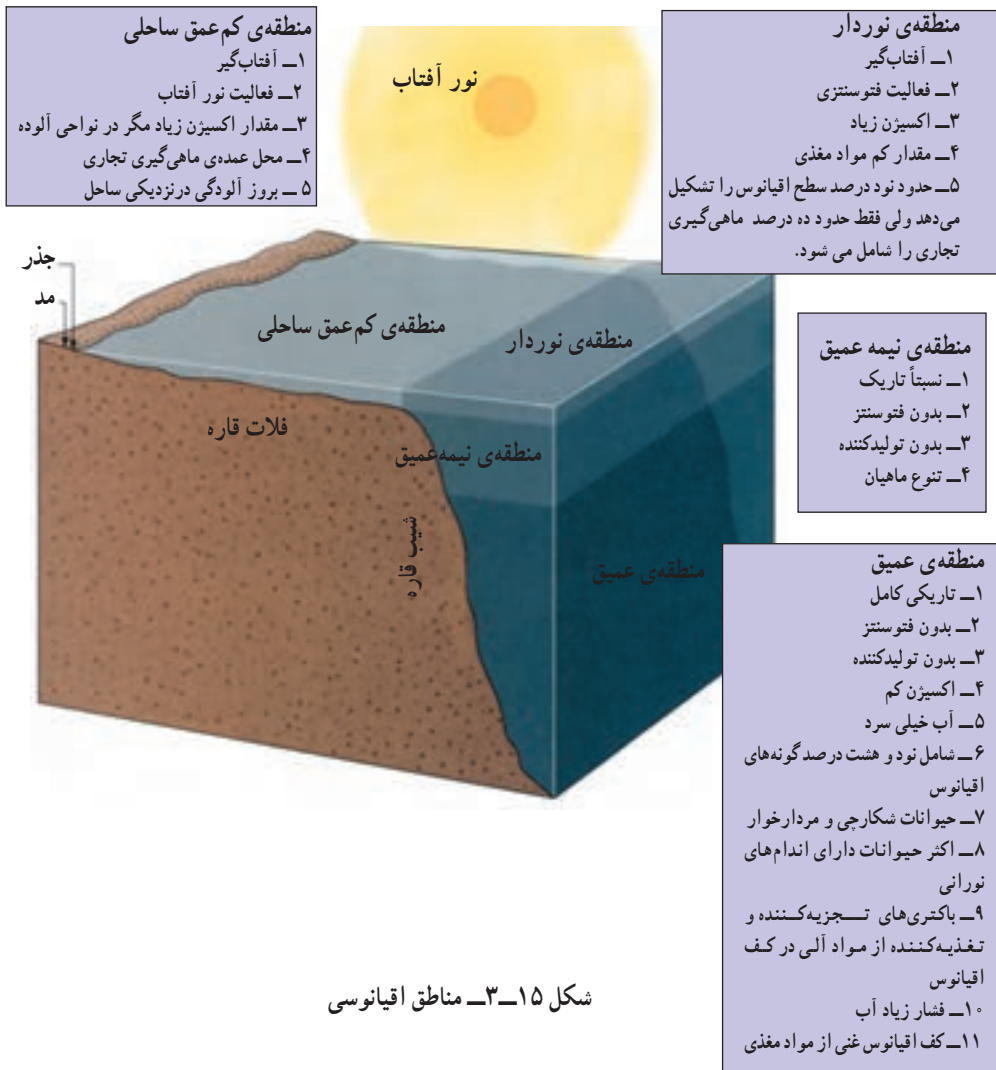 منطقه‌ی کم‌عمق ساحلی
۱ــ آفتاب‌گیر
۲ــ فعالیت نور آفتاب
۳ــ مقدار اکسیژن زیاد مگر در نواحی آلوده
۴ــ محل عمده‌ی ماهی‌گیری تجاری
۵ ــ بروز آلودگی درنزدیکی ساحل
نور آفتاب
منطقه‌ی نوردار
۱ــ آفتاب‌گیر
۲ــ فعالیت فتوسنتزی
۳ــ اکسیژن زیاد
۴ــ مقدار کم مواد مغذی
۵ــ حدود نود درصد سطح اقیانوس را تشکیل
می‌دهد ولی فقط حدود ده درصد ماهی‌گیری
تجاری را شامل می شود.
جذر
مد
منطقه‌ی کم‌عمق ساحلی
منطقه‌ی نوردار
فلات قاره
منطقه‌ی نیمه‌عمیق
شیب قاره
منطقه‌ی عمیق
منطقه‌ی نیمه عمیق
۱ــ نسبتاً تاریک
۲ــ بدون فتوسنتز
۳ــ بدون تولیدکننده
۴ــ تنوع ماهیان
منطقه‌ی عمیق
۱ــ تاریکی کامل
۲ــ بدون فتوسنتز
۳ــ بدون تولیدکننده
۴ــ اکسیژن کم
۵ــ آب خیلی سرد
۶ــ شامل نود و هشت درصد گونه‌های
اقیانوس
۷ــ حیوانات شکارچی و مردارخوار
۸ــ اکثر حیوانات دارای اندام‌های
نورانی
۹ــ باکتری‌های تــجزیه‌کننده و
تغذیه‌کننده از مواد آلی در کف
اقیانوس
۱۰ــ فشار زیاد آب
۱۱ــ کف اقیانوس غنی از مواد مغذی
شکل ۱۵ــ۳ــ مناطق اقیانوسی